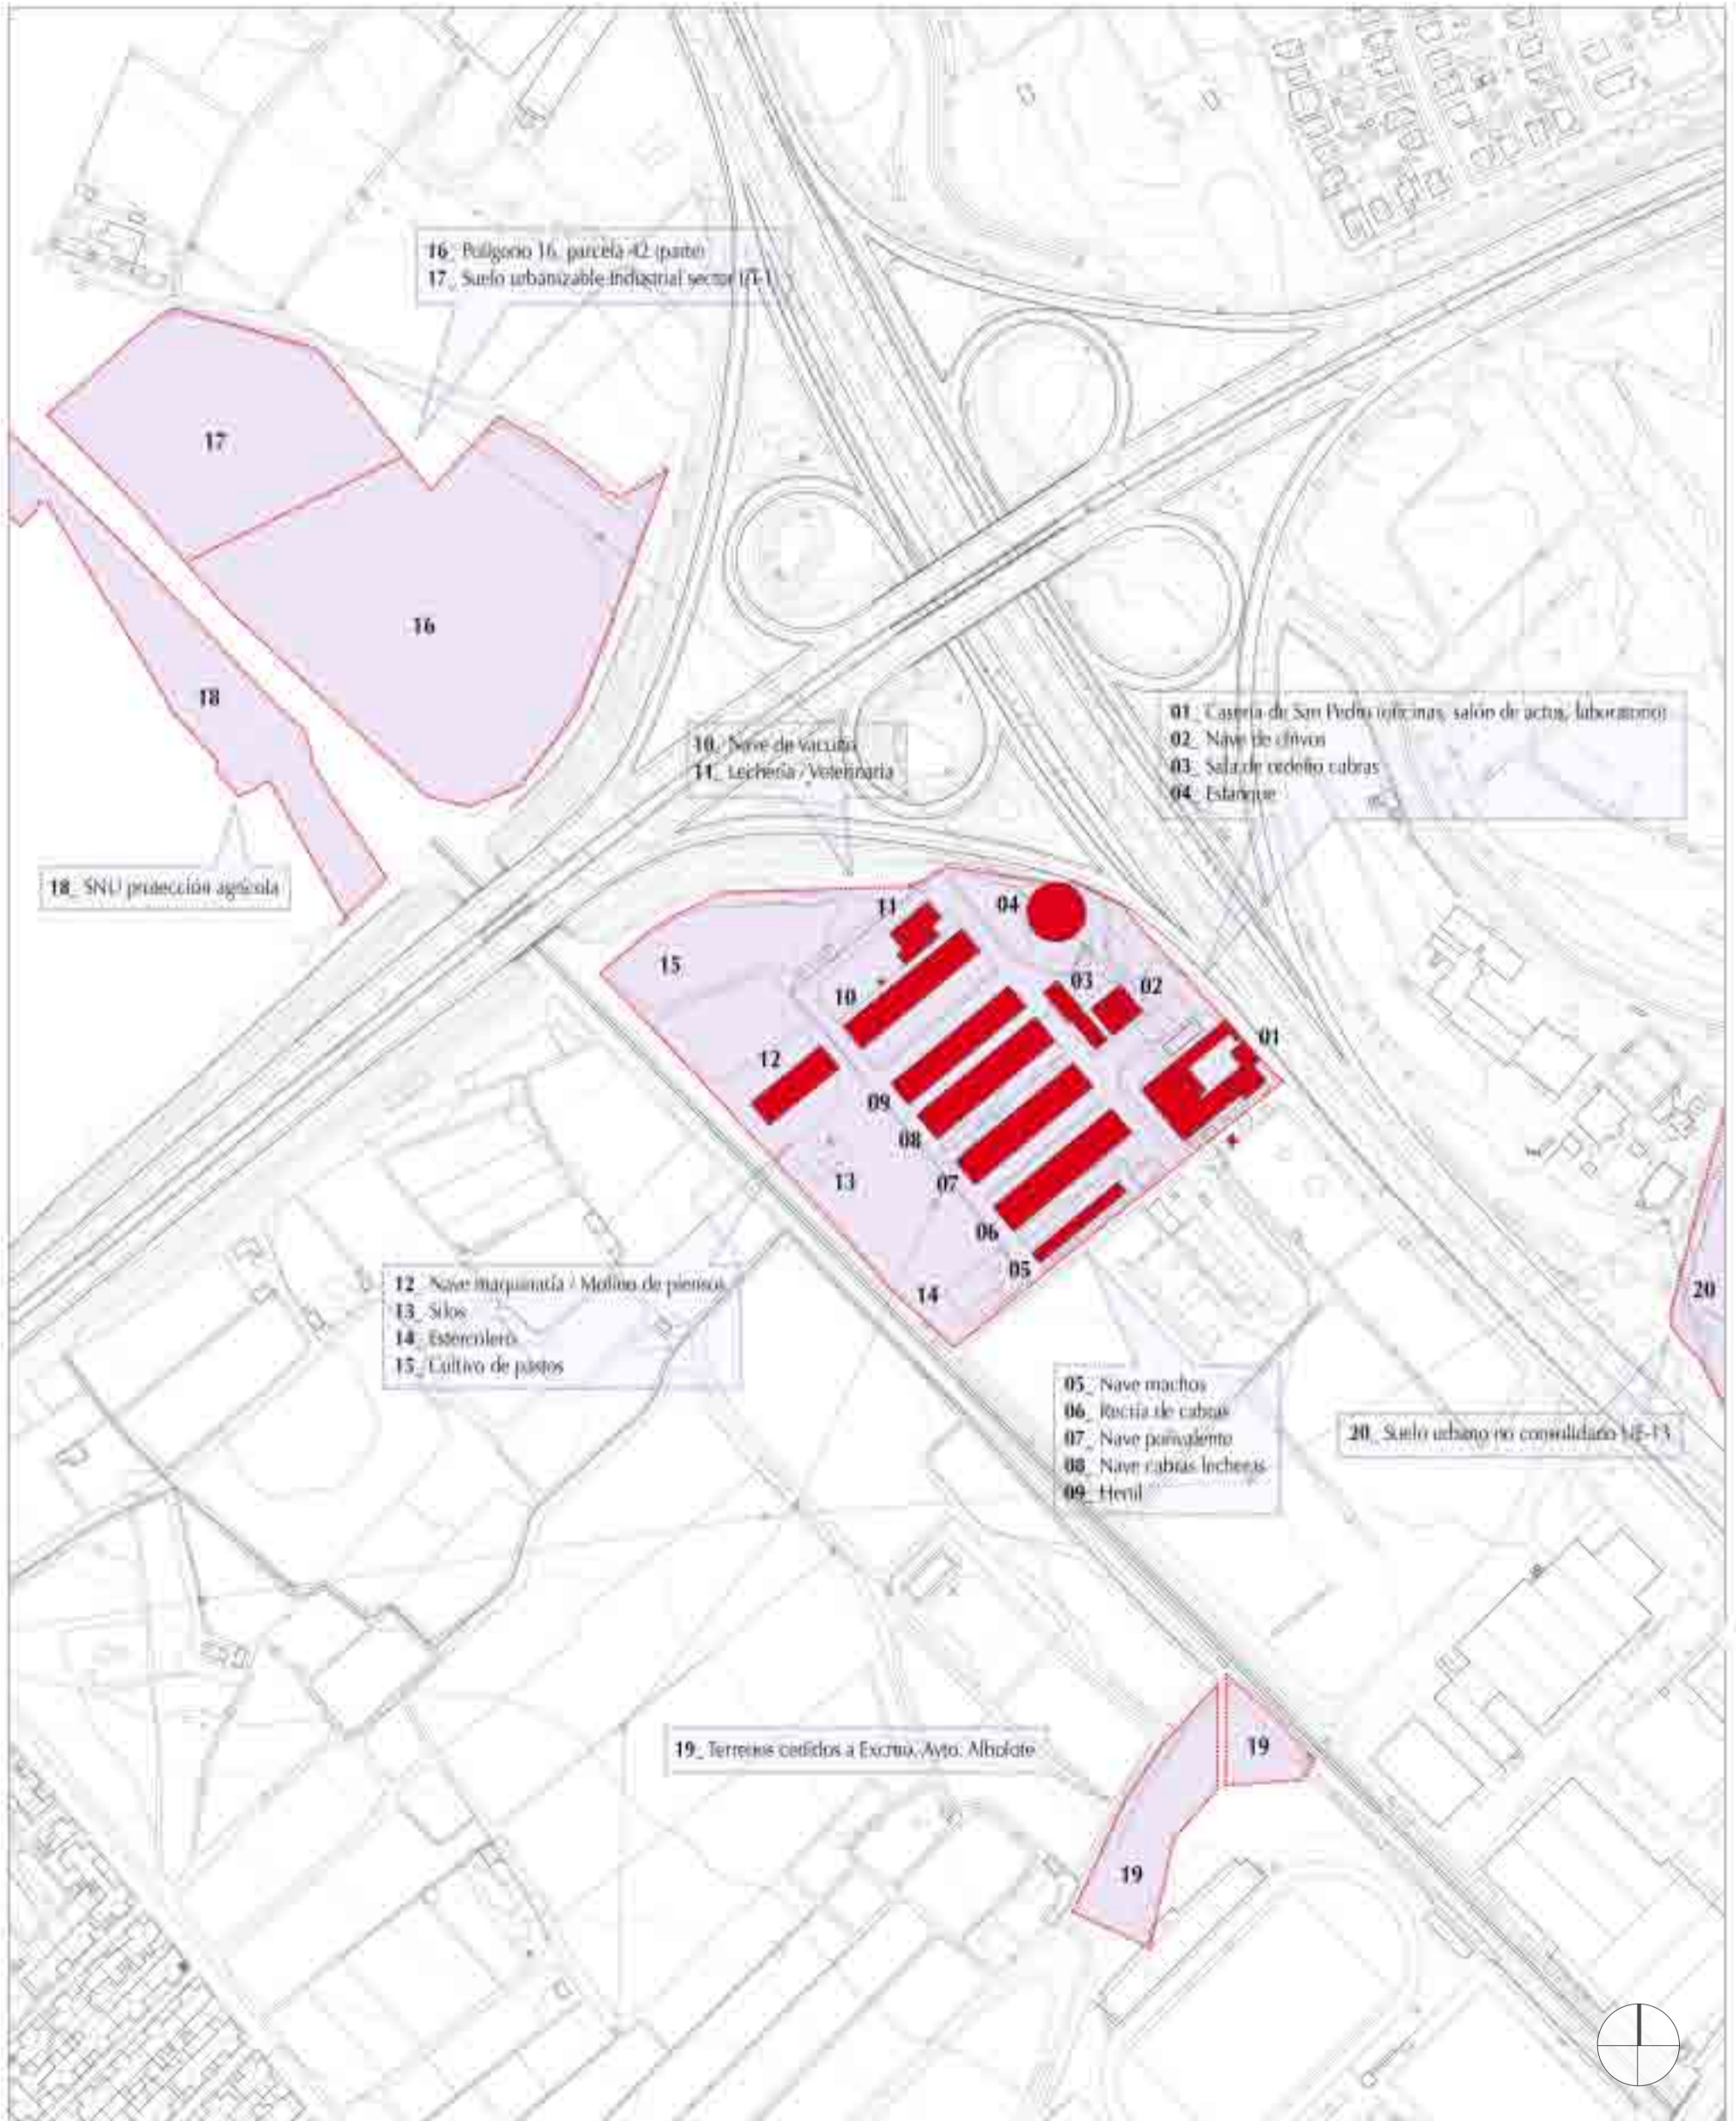 16_ Polígono 16, parcela 42 (parte)
17_ Suelo urbanizable industrial sector
17
16
18
10_ Nave de vacuno
11_ Lechería / Veterinaria
01_ Casería de San Pedro (oficinas, salón de actos, laboratorio)
02_ Nave de chivos
03_ Sala de ordeño cabras
04_ Estanque
18_ SNU protección agrícola
11
04
15
03
02
10
01
12
09
08
13
07
06
05
14
20
12_ Nave maquinaria / Molino de piensos
13_ Silos
14_ Estercolero
15_ Cultivo de pastos
05_ Nave machos
06_ Recría de cabras
07_ Nave polivalente
08_ Nave cabras lecheras
09_ Henil
20_ Suelo urbano no consolidado UE-13
19_ Terrenos cedidos a Excmo. Ayto. Albolote
19
19